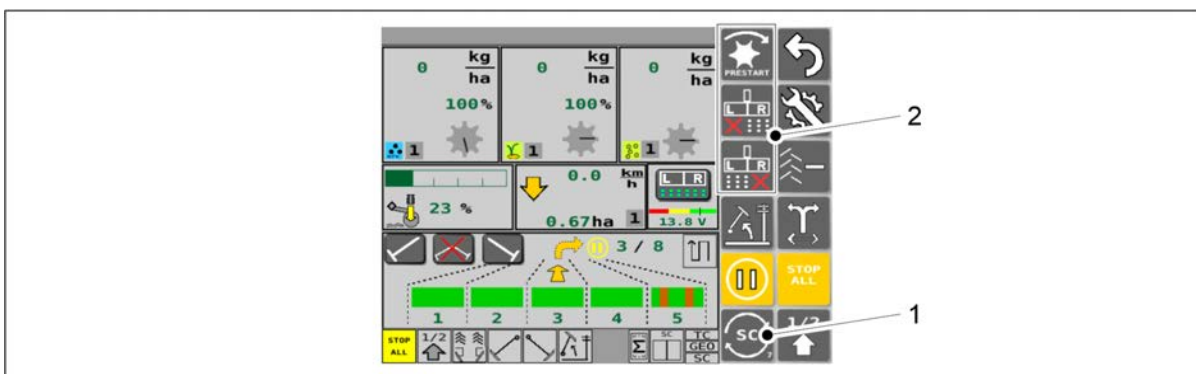 0 kg/ha 0 kg/ha 0 kg/ha
100% 100%
PRESTART
1 1 1
L R
2
L R
0.0 km/h
L R
23 %
0.67ha 1
13.8 V
3 / 8
STOP ALL
1 2 3 4 5
SC
1/2
1
STOP ALL
1/2
Σ
SC
TC
GEO
SC